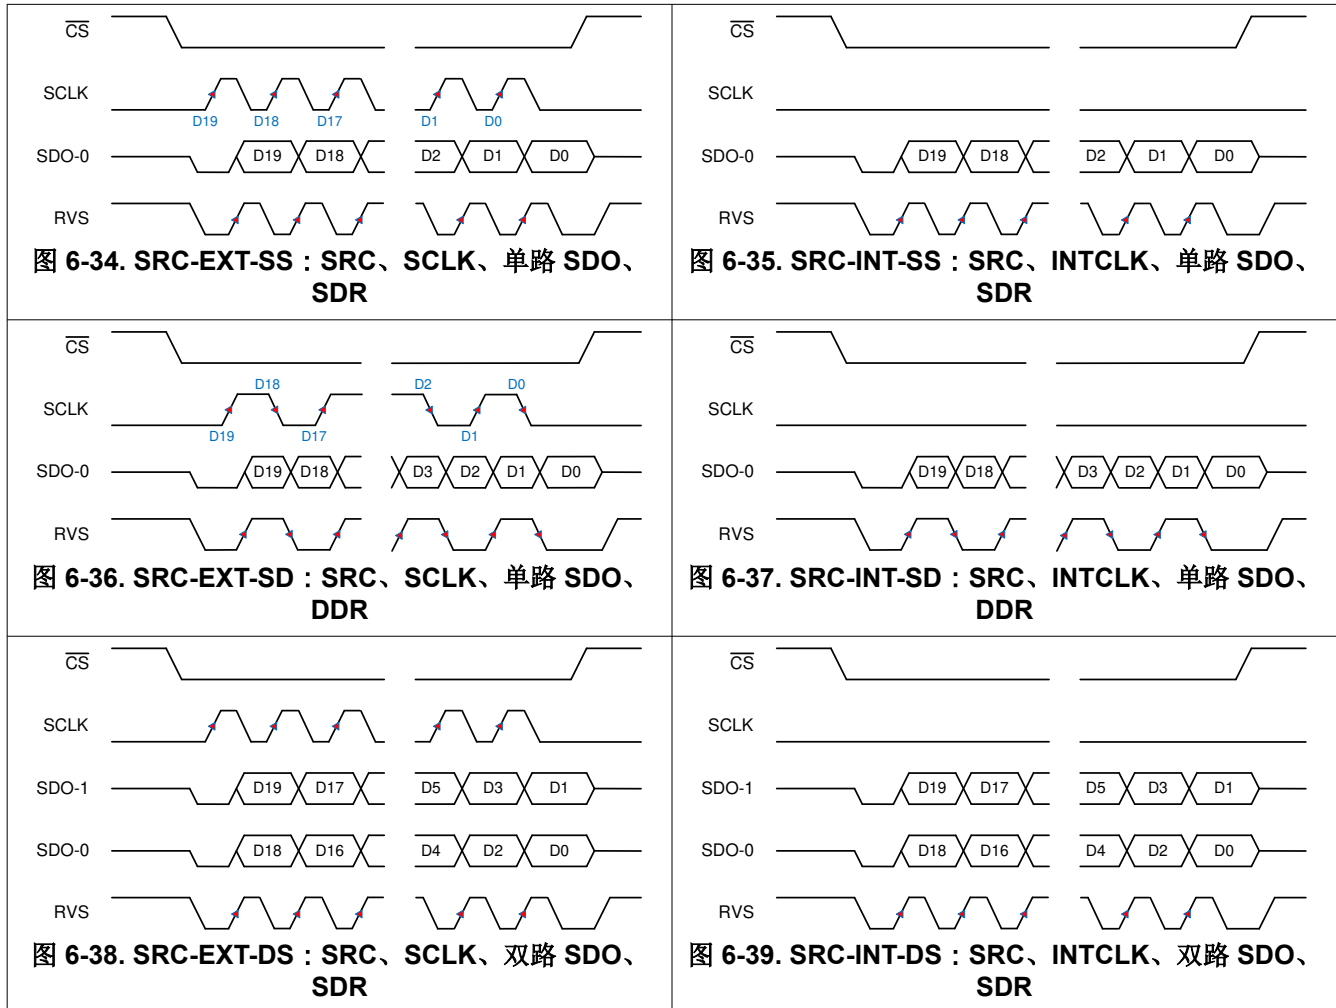 CS
SCLK
D19 D18 D17 D1 D0
SDO-0 D19 D18 D2 D1 D0
RVS
图 6-34. SRC-EXT-SS：SRC、SCLK、单路 SDO、
SDR
CS
SCLK
SDO-0 D19 D18 D2 D1 D0
RVS
图 6-35. SRC-INT-SS：SRC、INTCLK、单路 SDO、
SDR
CS
D18 D2 D0
SCLK
D19 D17 D1
SDO-0 D19 D18 D3 D2 D1 D0
RVS
图 6-36. SRC-EXT-SD：SRC、SCLK、单路 SDO、
DDR
CS
SCLK
SDO-0 D19 D18 D3 D2 D1 D0
RVS
图 6-37. SRC-INT-SD：SRC、INTCLK、单路 SDO、
DDR
CS
SCLK
SDO-1 D19 D17 D5 D3 D1
SDO-0 D18 D16 D4 D2 D0
RVS
图 6-38. SRC-EXT-DS：SRC、SCLK、双路 SDO、
SDR
CS
SCLK
SDO-1 D19 D17 D5 D3 D1
SDO-0 D18 D16 D4 D2 D0
RVS
图 6-39. SRC-INT-DS：SRC、INTCLK、双路 SDO、
SDR